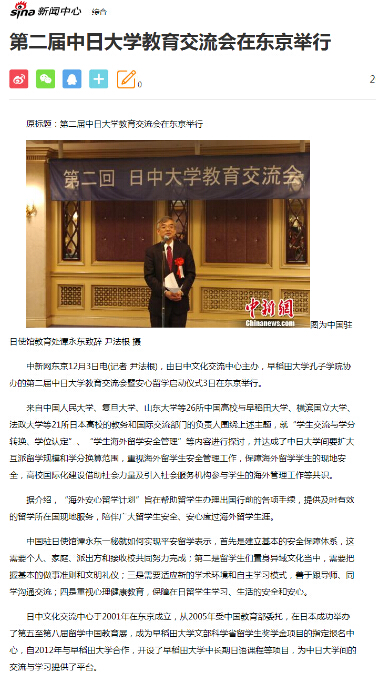 sina 新闻中心 综合
第二届中日大学教育交流会在东京举行
0
2
原标题：第二届中日大学教育交流会在东京举行
第二回 日中大学教育交流会
中新网
Chinanews.com
图为中国驻
日使馆教育处谭永东致辞 尹法根 摄
中新网东京12月3日电(记者 尹法根)，由日中文化交流中心主办，早稻田大学孔子学院协
办的第二届中日大学教育交流会暨安心留学启动仪式3日在东京举行。
来自中国人民大学、复旦大学、山东大学等26所中国高校与早稻田大学、横滨国立大学、
法政大学等21所日本高校的教务和国际交流部门的负责人围绕上述主题，就“学生交流与学分
转换、学位认定”、“学生海外留学安全管理”等内容进行探讨，并达成了中日大学间要扩大
互派留学规模和学分换算范围，重视海外留学生安全管理工作，保障海外留学学生的现地安
全，高校国际化建设借助社会力量及引入社会服务机构参与学生的海外管理工作等共识。
据介绍，“海外安心留学计划”旨在帮助留学生办理出国行前的各项手续，提供及时有效
的留学所在国现地服务，陪伴广大留学生安全、安心度过海外留学生涯。
中国驻日使馆谭永东一秘就如何实现平安留学表示，首先是建立基本的安全保障体系，这
需要个人、家庭、派出方和接收校共同努力完成；第二是留学生们置身异域文化当中，需要把
握基本的做事准则和文明礼仪；三是需要适应新的学术环境和自主学习模式，善于跟导师、同
学沟通交流；四是重视心理健康教育，保障在日留学生学习、生活的安全和安心。
日中文化交流中心于2001年在东京成立，从2005年受中国教育部委托，在日本成功举办
了第五至第八届留学中国教育展，成为早稻田大学文部科学省留学生奖学金项目的指定报名中
心，自2012年与早稻田大学合作，开设了早稻田大学中长期日语课程等项目，为中日大学间的
交流与学习提供了平台。